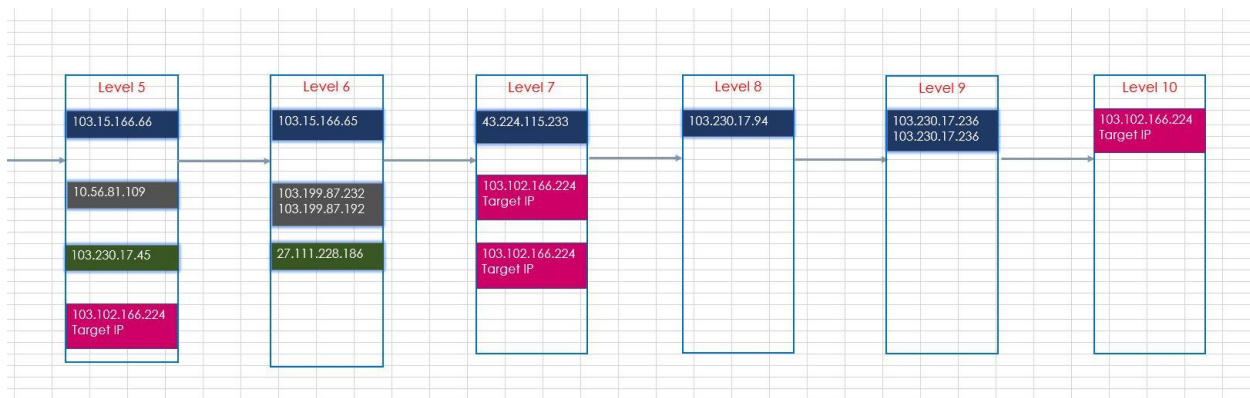 Level 5
103.15.166.66
10.56.81.109
103.230.17.45
103.102.166.224
Target IP
Level 6
103.15.166.65
103.199.87.232
103.199.87.192
27.111.228.186
Level 7
43.224.115.233
103.102.166.224
Target IP
103.102.166.224
Target IP
Level 8
103.230.17.94
Level 9
103.230.17.236
103.230.17.236
Level 10
103.102.166.224
Target IP